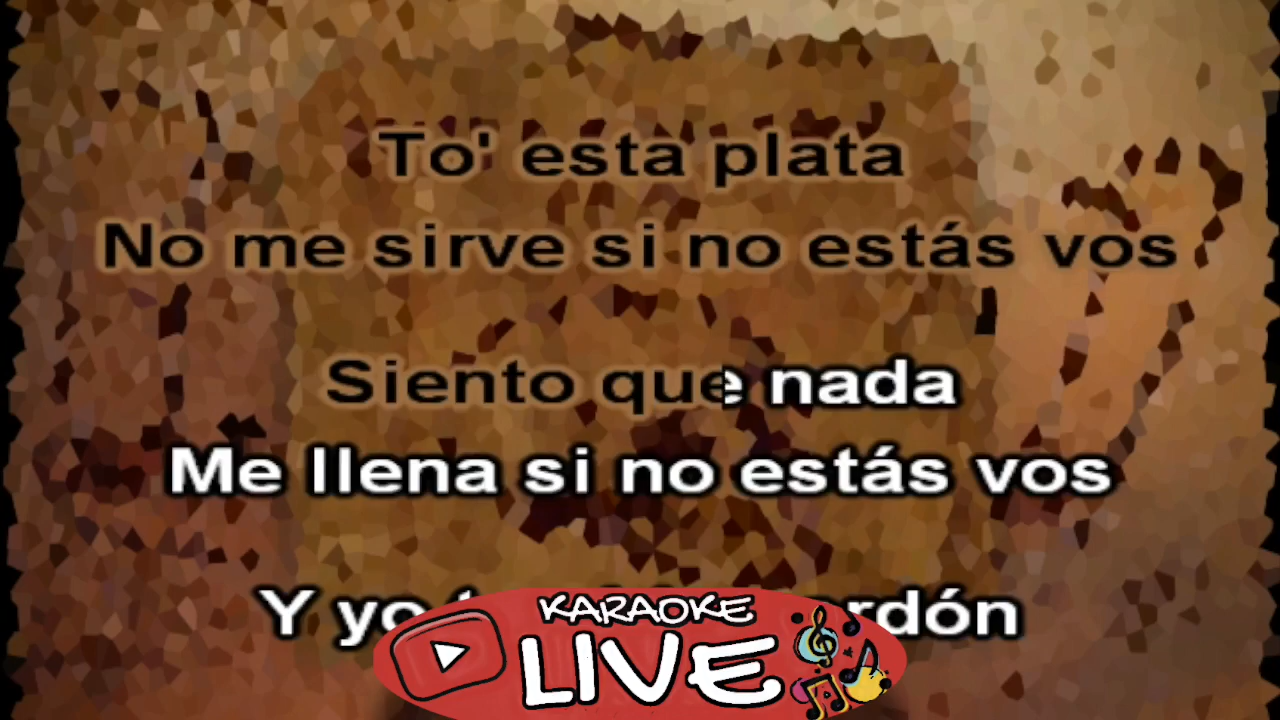 To' esta plata
No me sirve si no estás vos
Siento que nada
Me llena si no estás vos
Y yo
KARAOKE
LIVE